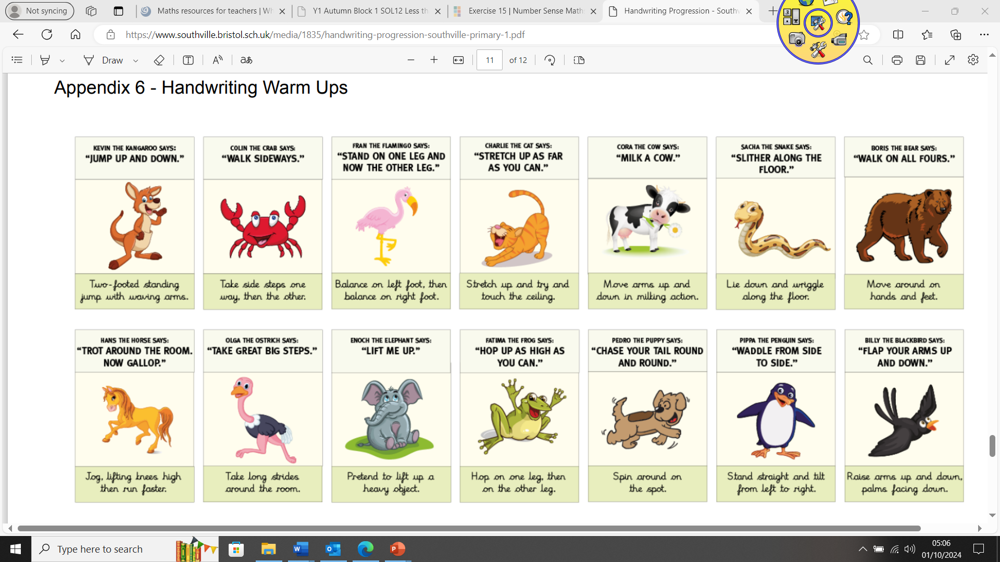 Not syncing
Maths resources for teachers | Wh
Y1 Autumn Block 1 SOL12 Less th
Exercise 15 | Number Sense Maths
Handwriting Progression - Southv
https://www.southville.bristol.sch.uk/media/1835/handwriting-progression-southville-primary-1.pdf
Draw
11 of 12
Appendix 6 - Handwriting Warm Ups
KEVIN THE KANGAROO SAYS:
“JUMP UP AND DOWN.”
Two-footed standing
jump with waving arms.
COLIN THE CRAB SAYS:
“WALK SIDEWAYS.”
Take side steps one
way, then the other.
FRAN THE FLAMINGO SAYS:
“STAND ON ONE LEG AND
NOW THE OTHER LEG.”
Balance on left foot, then
balance on right foot.
CHARLIE THE CAT SAYS:
“STRETCH UP AS FAR
AS YOU CAN.”
Stretch up and try and
touch the ceiling.
CORA THE COW SAYS:
“MILK A COW.”
Move arms up and
down in milking action.
SACHA THE SNAKE SAYS:
“SLITHER ALONG THE
FLOOR.”
Lie down and wriggle
along the floor.
BORIS THE BEAR SAYS:
“WALK ON ALL FOURS.”
Move around on
hands and feet.
HANS THE HORSE SAYS:
“TROT AROUND THE ROOM.
NOW GALLOP.”
Jog, lifting knees high
then run faster.
OLGA THE OSTRICH SAYS:
“TAKE GREAT BIG STEPS.”
Take long strides
around the room.
ENOCH THE ELEPHANT SAYS:
“LIFT ME UP.”
Pretend to lift up a
heavy object.
FATIMA THE FROG SAYS:
“HOP UP AS HIGH AS
YOU CAN.”
Hop on one leg, then
on the other leg.
PEDRO THE PUPPY SAYS:
“CHASE YOUR TAIL ROUND
AND ROUND.”
Spin around on
the spot.
PIPPA THE PENGUIN SAYS:
“WADDLE FROM SIDE
TO SIDE.”
Stand straight and tilt
from left to right.
BILLY THE BLACKBIRD SAYS:
“FLAP YOUR ARMS UP
AND DOWN.”
Raise arms up and down,
palms facing down.
Type here to search
05:06
01/10/2024